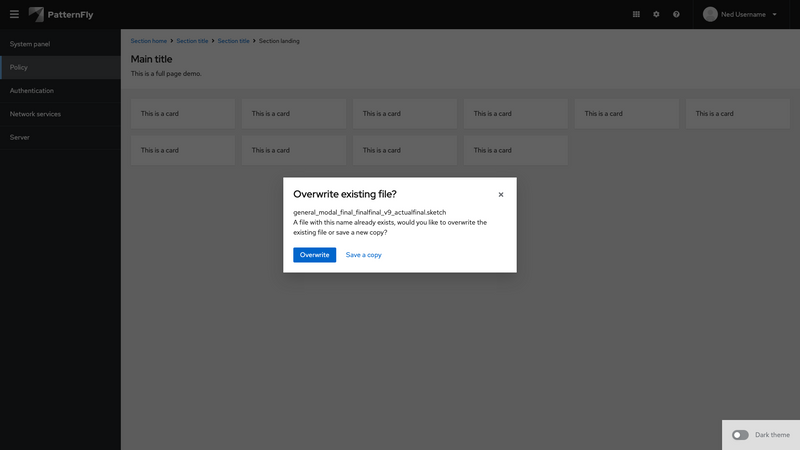 PatternFly
Ned Username
System panel
Policy
Authentication
Network services
Server
Section home > Section title > Section title > Section landing
Main title
This is a full page demo.
This is a card This is a card This is a card This is a card This is a card This is a card
This is a card This is a card This is a card This is a card
Overwrite existing file?
general_modal_final_finalfinal_v9_actualfinal.sketch
A file with this name already exists, would you like to overwrite the
existing file or save a new copy?
Overwrite Save a copy
Dark theme